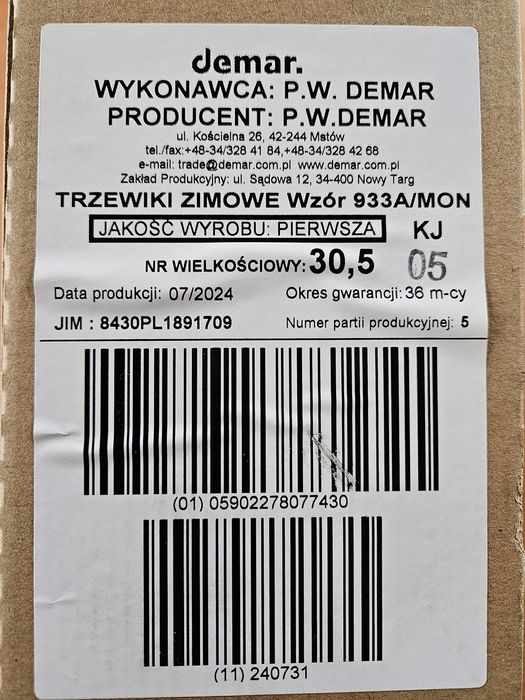 demar.
WYKONAWCA: P.W. DEMAR
PRODUCENT: P.W.DEMAR
ul. Kościelna 26, 42-244 Mstów
tel./fax:+48-34/328 41 84,+48-34/328 42 68
e-mail: trade@demar.com.pl www.demar.com.pl
Zakład Produkcyjny: ul. Sądowa 12, 34-400 Nowy Targ
TRZEWIKI ZIMOWE Wzór 933A/MON
JAKOŚĆ WYROBU: PIERWSZA KJ
NR WIELKOŚCIOWY: 30,5 05
Data produkcji: 07/2024 Okres gwarancji: 36 m-cy
JIM : 8430PL1891709 Numer partii produkcyjnej: 5
(01) 05902278077430
(11) 240731